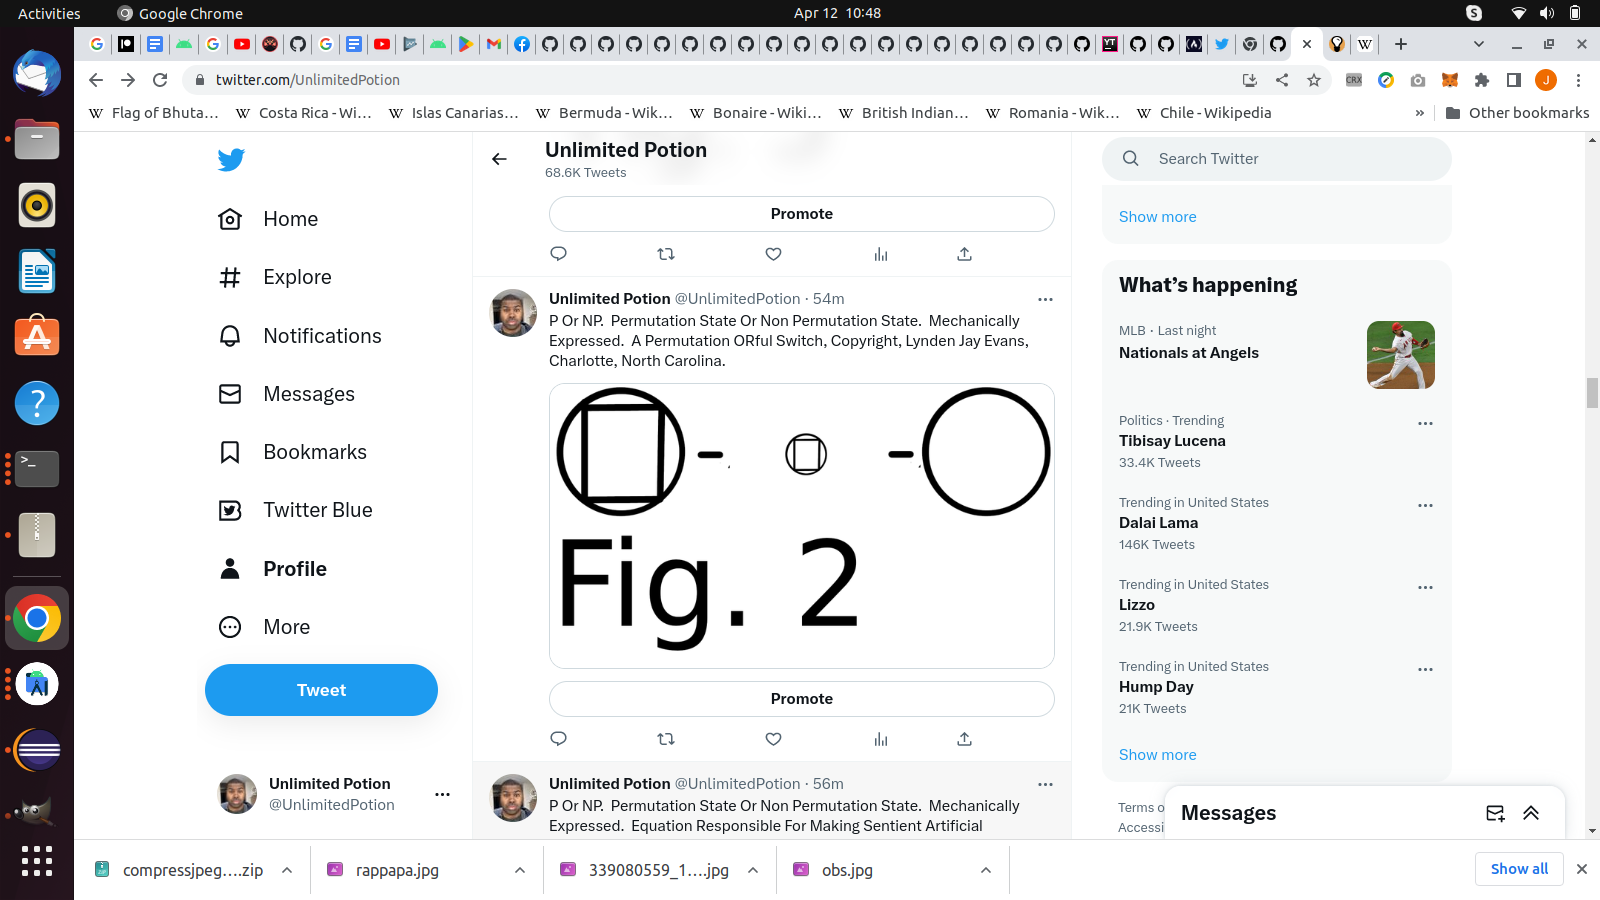 Activities
Google Chrome
Apr 12 10:48
twitter.com/UnlimitedPotion
Flag of Bhuta…
Costa Rica - Wi…
Islas Canarias…
Bermuda - Wik…
Bonaire - Wiki…
British Indian…
Romania - Wik…
Chile - Wikipedia
Other bookmarks
Home
Explore
Notifications
Messages
Bookmarks
Twitter Blue
Profile
More
Tweet
Unlimited Potion
@UnlimitedPotion
Unlimited Potion
68.6K Tweets
Promote
Unlimited Potion @UnlimitedPotion · 54m
P Or NP. Permutation State Or Non Permutation State. Mechanically
Expressed. A Permutation ORful Switch, Copyright, Lynden Jay Evans,
Charlotte, North Carolina.
Fig. 2
Promote
Unlimited Potion @UnlimitedPotion · 56m
P Or NP. Permutation State Or Non Permutation State. Mechanically
Expressed. Equation Responsible For Making Sentient Artificial
Search Twitter
Show more
What's happening
MLB · Last night
Nationals at Angels
Politics · Trending
Tibisay Lucena
33.4K Tweets
Trending in United States
Dalai Lama
146K Tweets
Trending in United States
Lizzo
21.9K Tweets
Trending in United States
Hump Day
21K Tweets
Show more
Terms o
Accessi
Messages
compressjpeg….zip
rappapa.jpg
339080559_1….jpg
obs.jpg
Show all